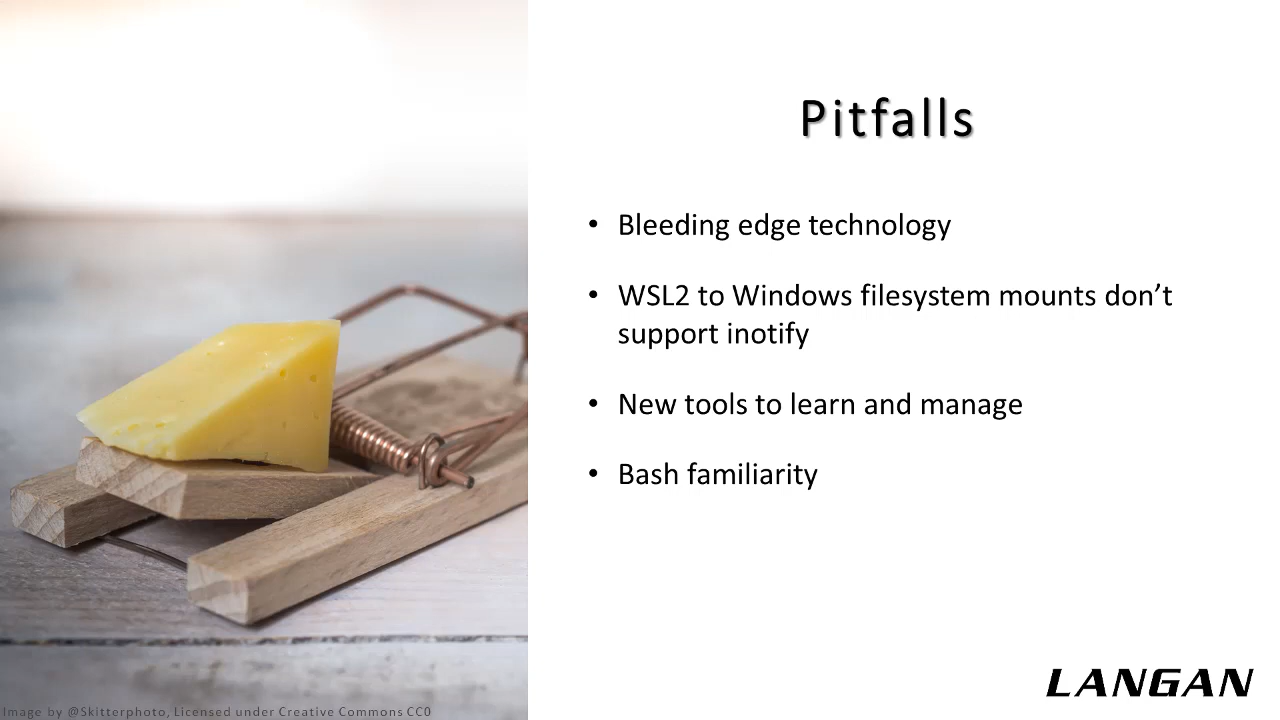 Pitfalls
• Bleeding edge technology
• WSL2 to Windows filesystem mounts don’t
support inotify
• New tools to learn and manage
• Bash familiarity
LANGAN
Image by @Skitterphoto, Licensed under Creative Commons CC0